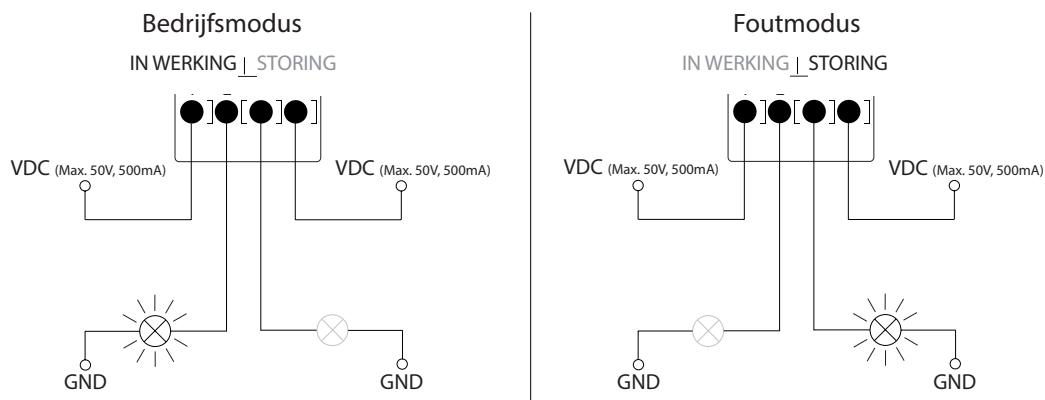 Bedrijfsmodus
IN WERKING | STORING
VDC (Max. 50V, 500mA)
VDC (Max. 50V, 500mA)
GND
GND
Foutmodus
IN WERKING | STORING
VDC (Max. 50V, 500mA)
VDC (Max. 50V, 500mA)
GND
GND